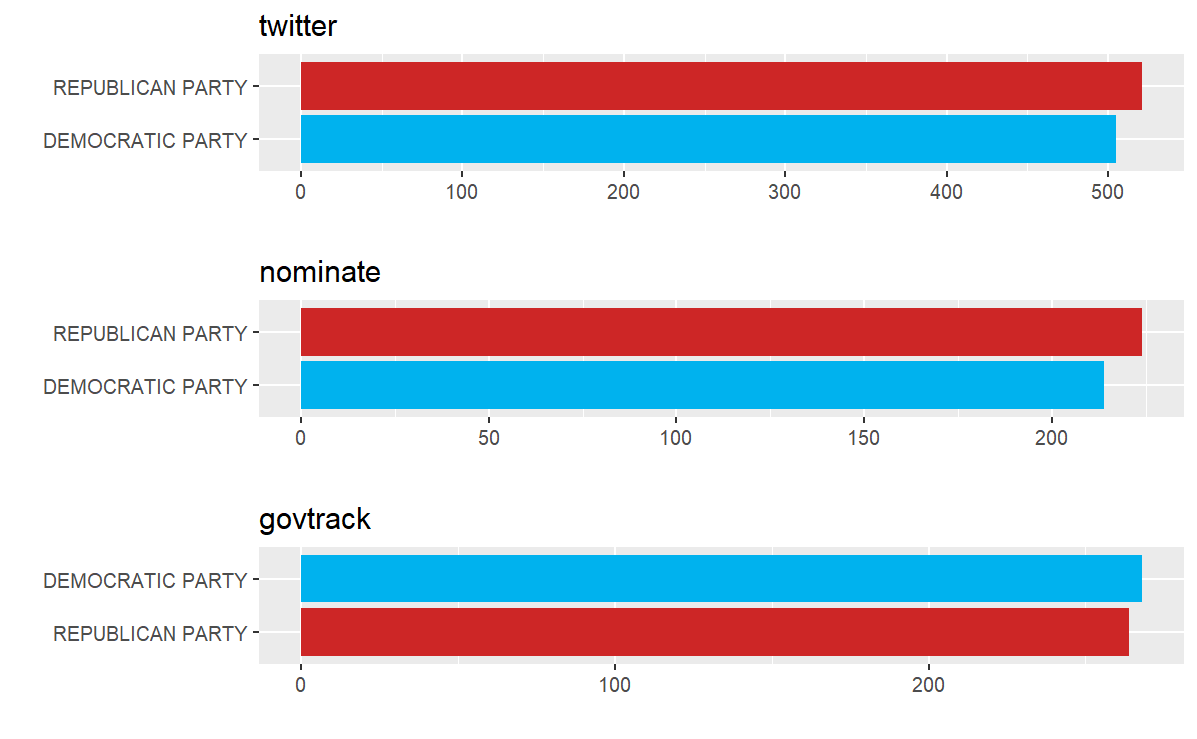 twitter
REPUBLICAN PARTY
DEMOCRATIC PARTY
0 100 200 300 400 500
nominate
REPUBLICAN PARTY
DEMOCRATIC PARTY
0 50 100 150 200
govtrack
DEMOCRATIC PARTY
REPUBLICAN PARTY
0 100 200